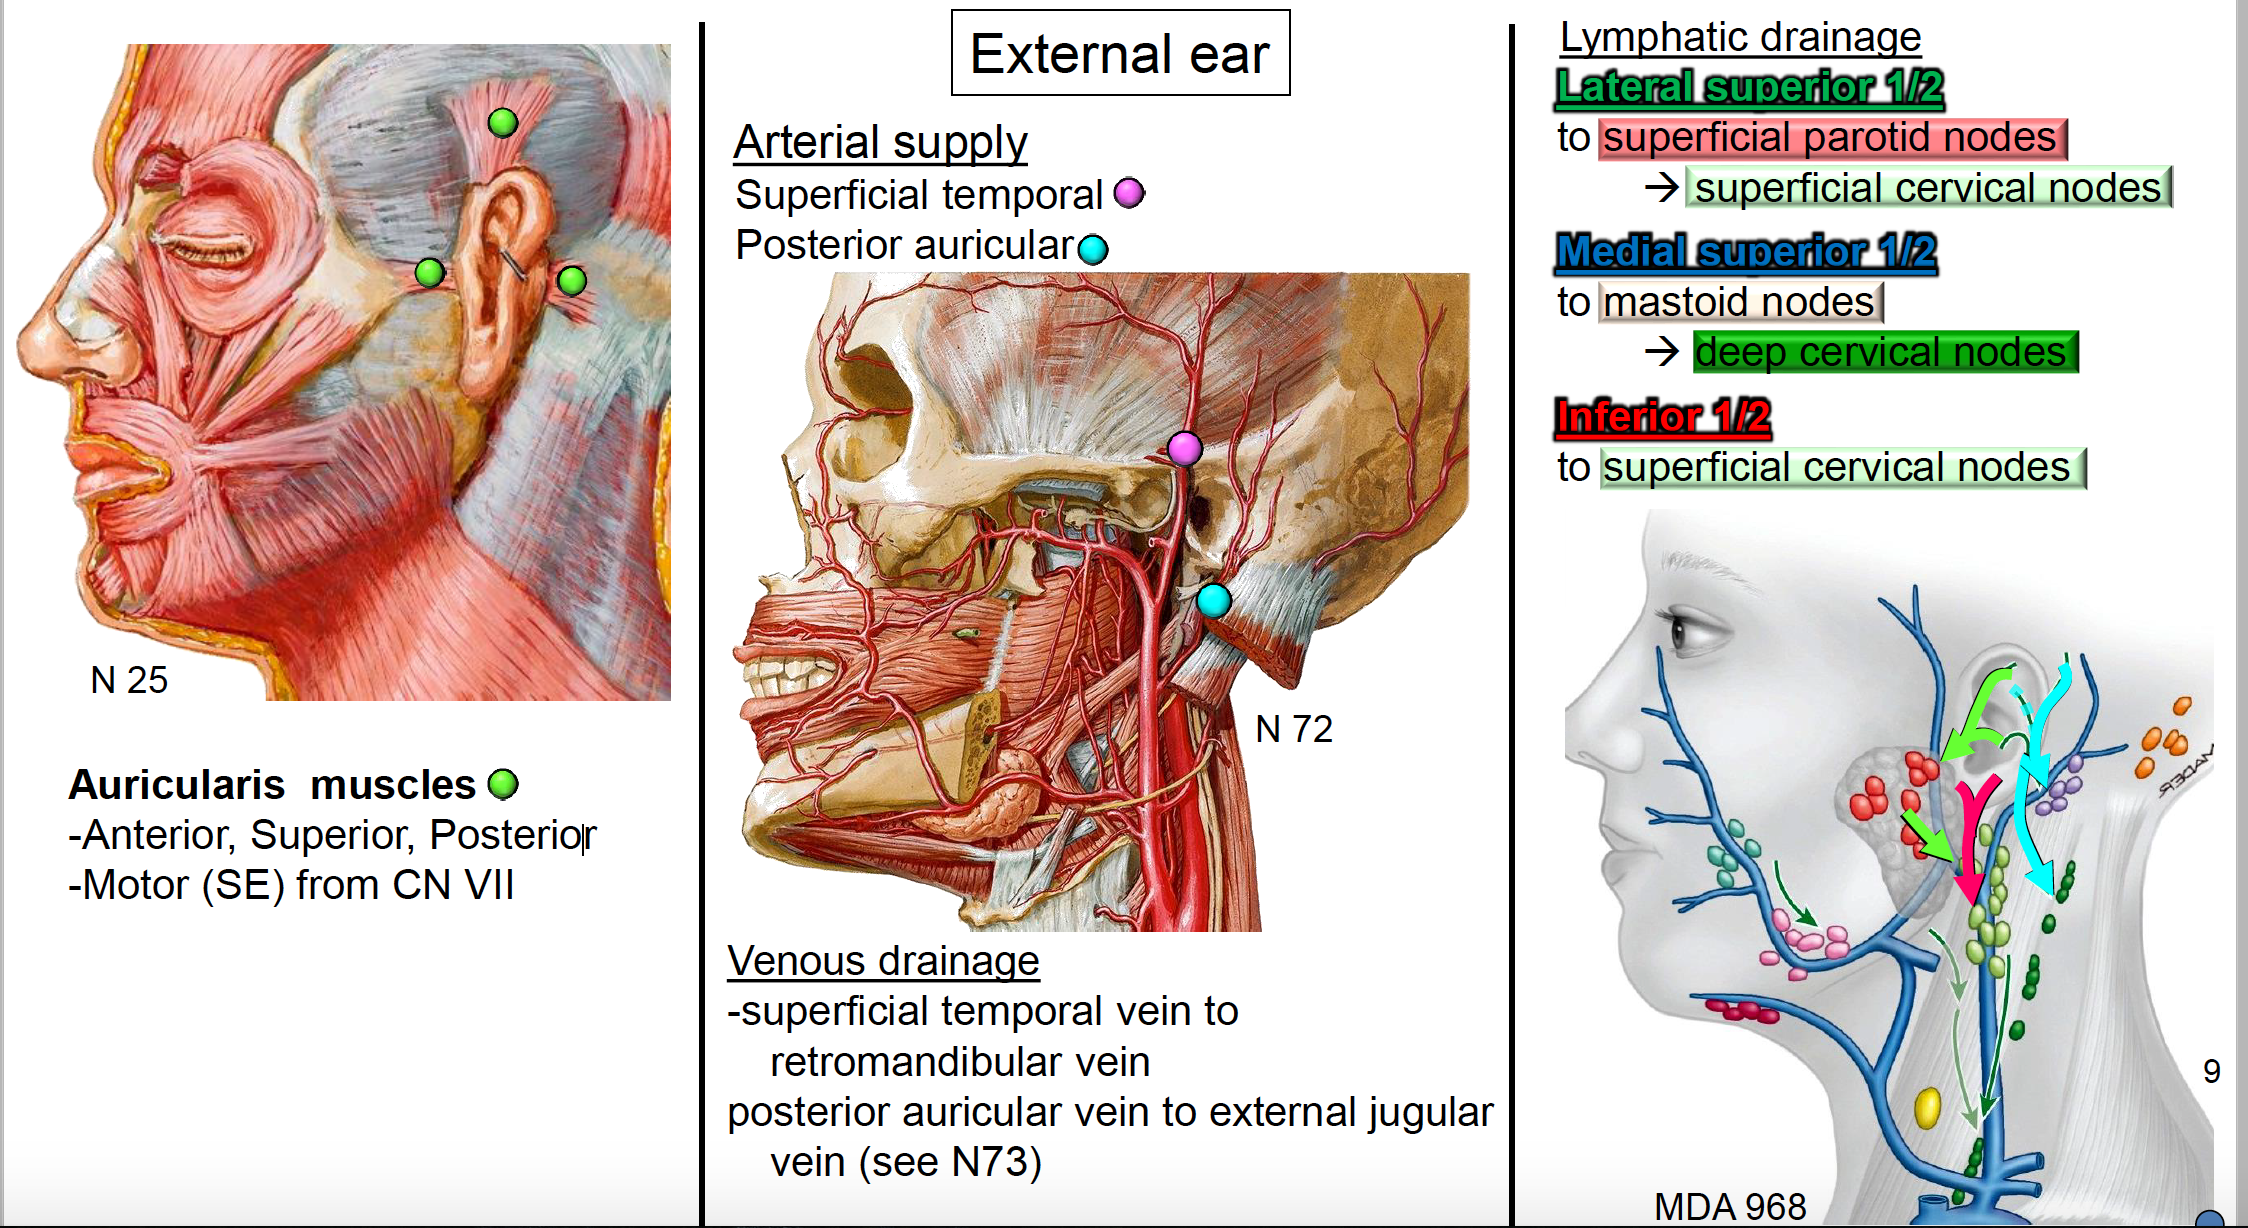 External ear
N 25
Auricularis muscles
-Anterior, Superior, Posterior
-Motor (SE) from CN VII
Arterial supply
Superficial temporal
Posterior auricular
N 72
Venous drainage
-superficial temporal vein to
retromandibular vein
posterior auricular vein to external jugular
vein (see N73)
Lymphatic drainage
Lateral superior 1/2
to superficial parotid nodes
→ superficial cervical nodes
Medial superior 1/2
to mastoid nodes
→ deep cervical nodes
Inferior 1/2
to superficial cervical nodes
MADER
9
MDA 968